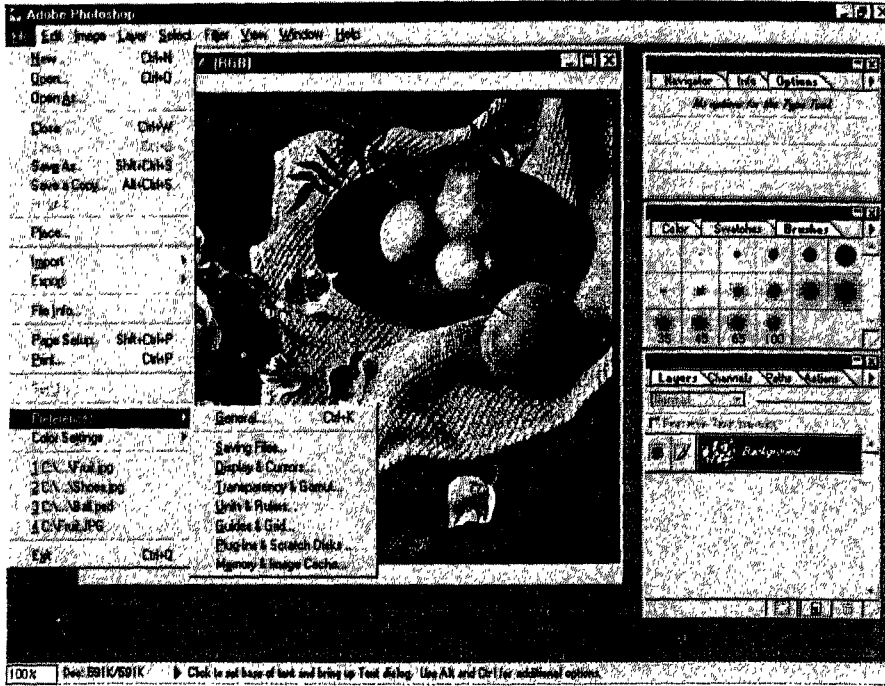 Adobe Photoshop
Edit Image Layer Select Filter View Window Help
New... Ctrl+N
Open... Ctrl+O
Open As...
Close Ctrl+W
Save As... Shft+Ctrl+S
Save a Copy... Alt+Ctrl+S
Place...
Import
Export
File Info...
Page Setup... Shft+Ctrl+P
Print... Ctrl+P
Preferences
Color Settings
1 C:\...\Fruit.jpg
2 C:\...\Shoes.jpg
3 C:\...\Ball.psd
4 C:\Fruit.JPG
Exit Ctrl+Q
General... Ctrl+K
Saving Files...
Display & Cursors...
Transparency & Gamut...
Units & Rulers...
Guides & Grid...
Plug-Ins & Scratch Disks...
Memory & Image Cache...
(RGB)
Navigator Info Options
No options for the Type Tool
Color Swatches Brushes
35 45 65 100
Layers Channels Paths Actions
Normal
Preserve Transparency
Background
100% Doc: 591K/591K Click to set base of text and bring up Text dialog. Use Alt and Ctrl for additional options.